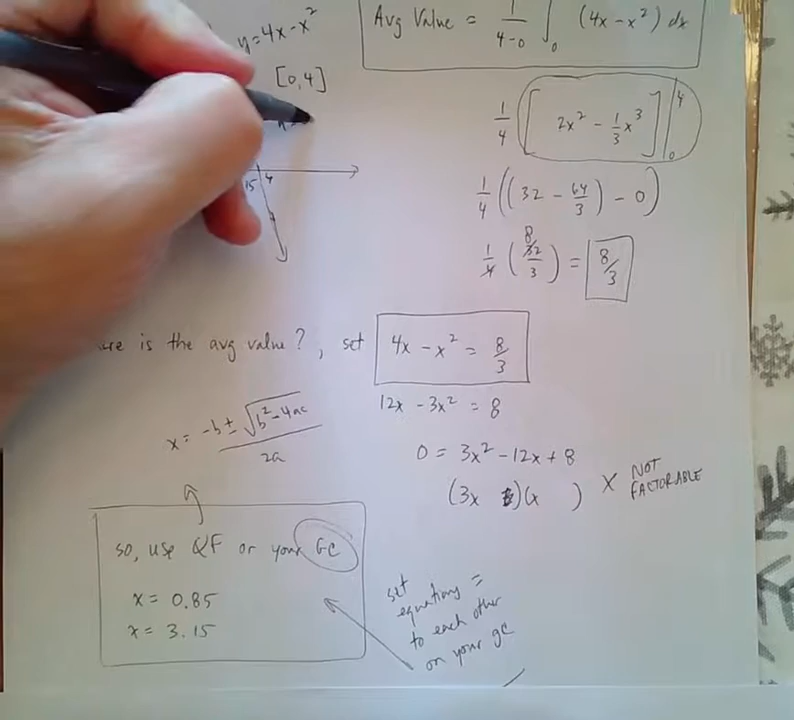 y = 4x - x²
[0,4]
Avg Value = 1/(4-0) ∫₀ (4x - x²) dx
1/4 [2x² - 1/3 x³] |₀⁴
1/4 ((32 - 64/3) - 0)
1/4 (32/3) 8 = 8/3
15 4
is the avg value?, set 4x - x² = 8/3
12x - 3x² = 8
x = -b ± √(b² - 4ac) / 2a
0 = 3x² - 12x + 8
(3x )(x ) X NOT
FACTORABLE
so, use QF or your GC
x = 0.85
x = 3.15
set
equations =
to each other
on your gc